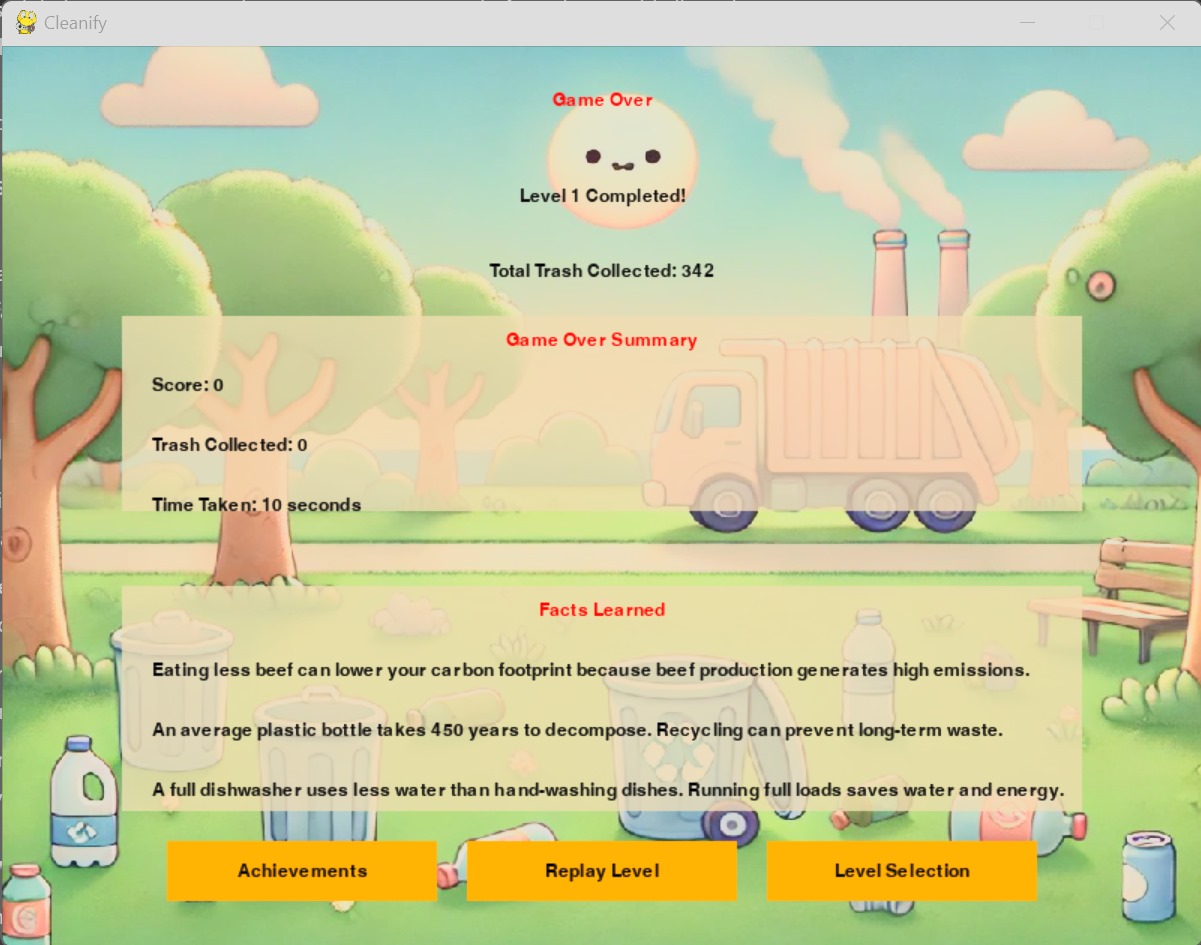 Cleanify
Game Over
Level 1 Completed!
Total Trash Collected: 342
Game Over Summary
Score: 0
Trash Collected: 0
Time Taken: 10 seconds
Facts Learned
Eating less beef can lower your carbon footprint because beef production generates high emissions.
An average plastic bottle takes 450 years to decompose. Recycling can prevent long-term waste.
A full dishwasher uses less water than hand-washing dishes. Running full loads saves water and energy.
Achievements
Replay Level
Level Selection